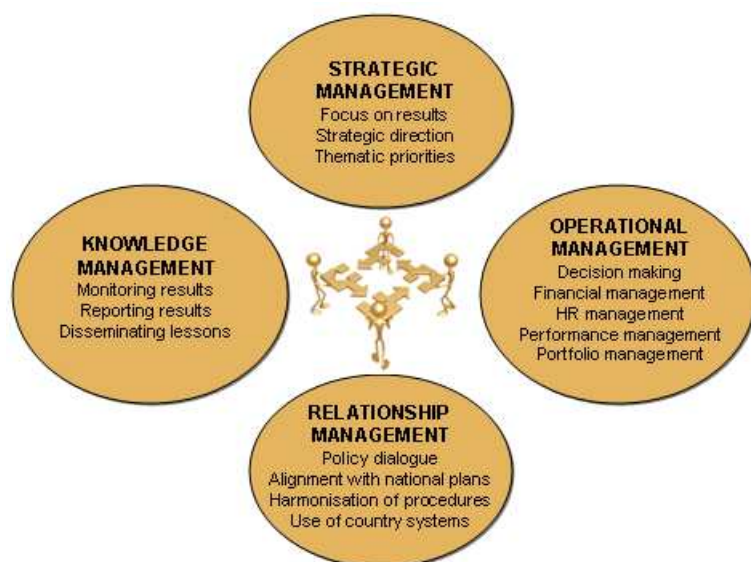 STRATEGIC
MANAGEMENT
Focus on results
Strategic direction
Thematic priorities
KNOWLEDGE
MANAGEMENT
Monitoring results
Reporting results
Disseminating lessons
OPERATIONAL
MANAGEMENT
Decision making
Financial management
HR management
Performance management
Portfolio management
RELATIONSHIP
MANAGEMENT
Policy dialogue
Alignment with national plans
Harmonisation of procedures
Use of country systems